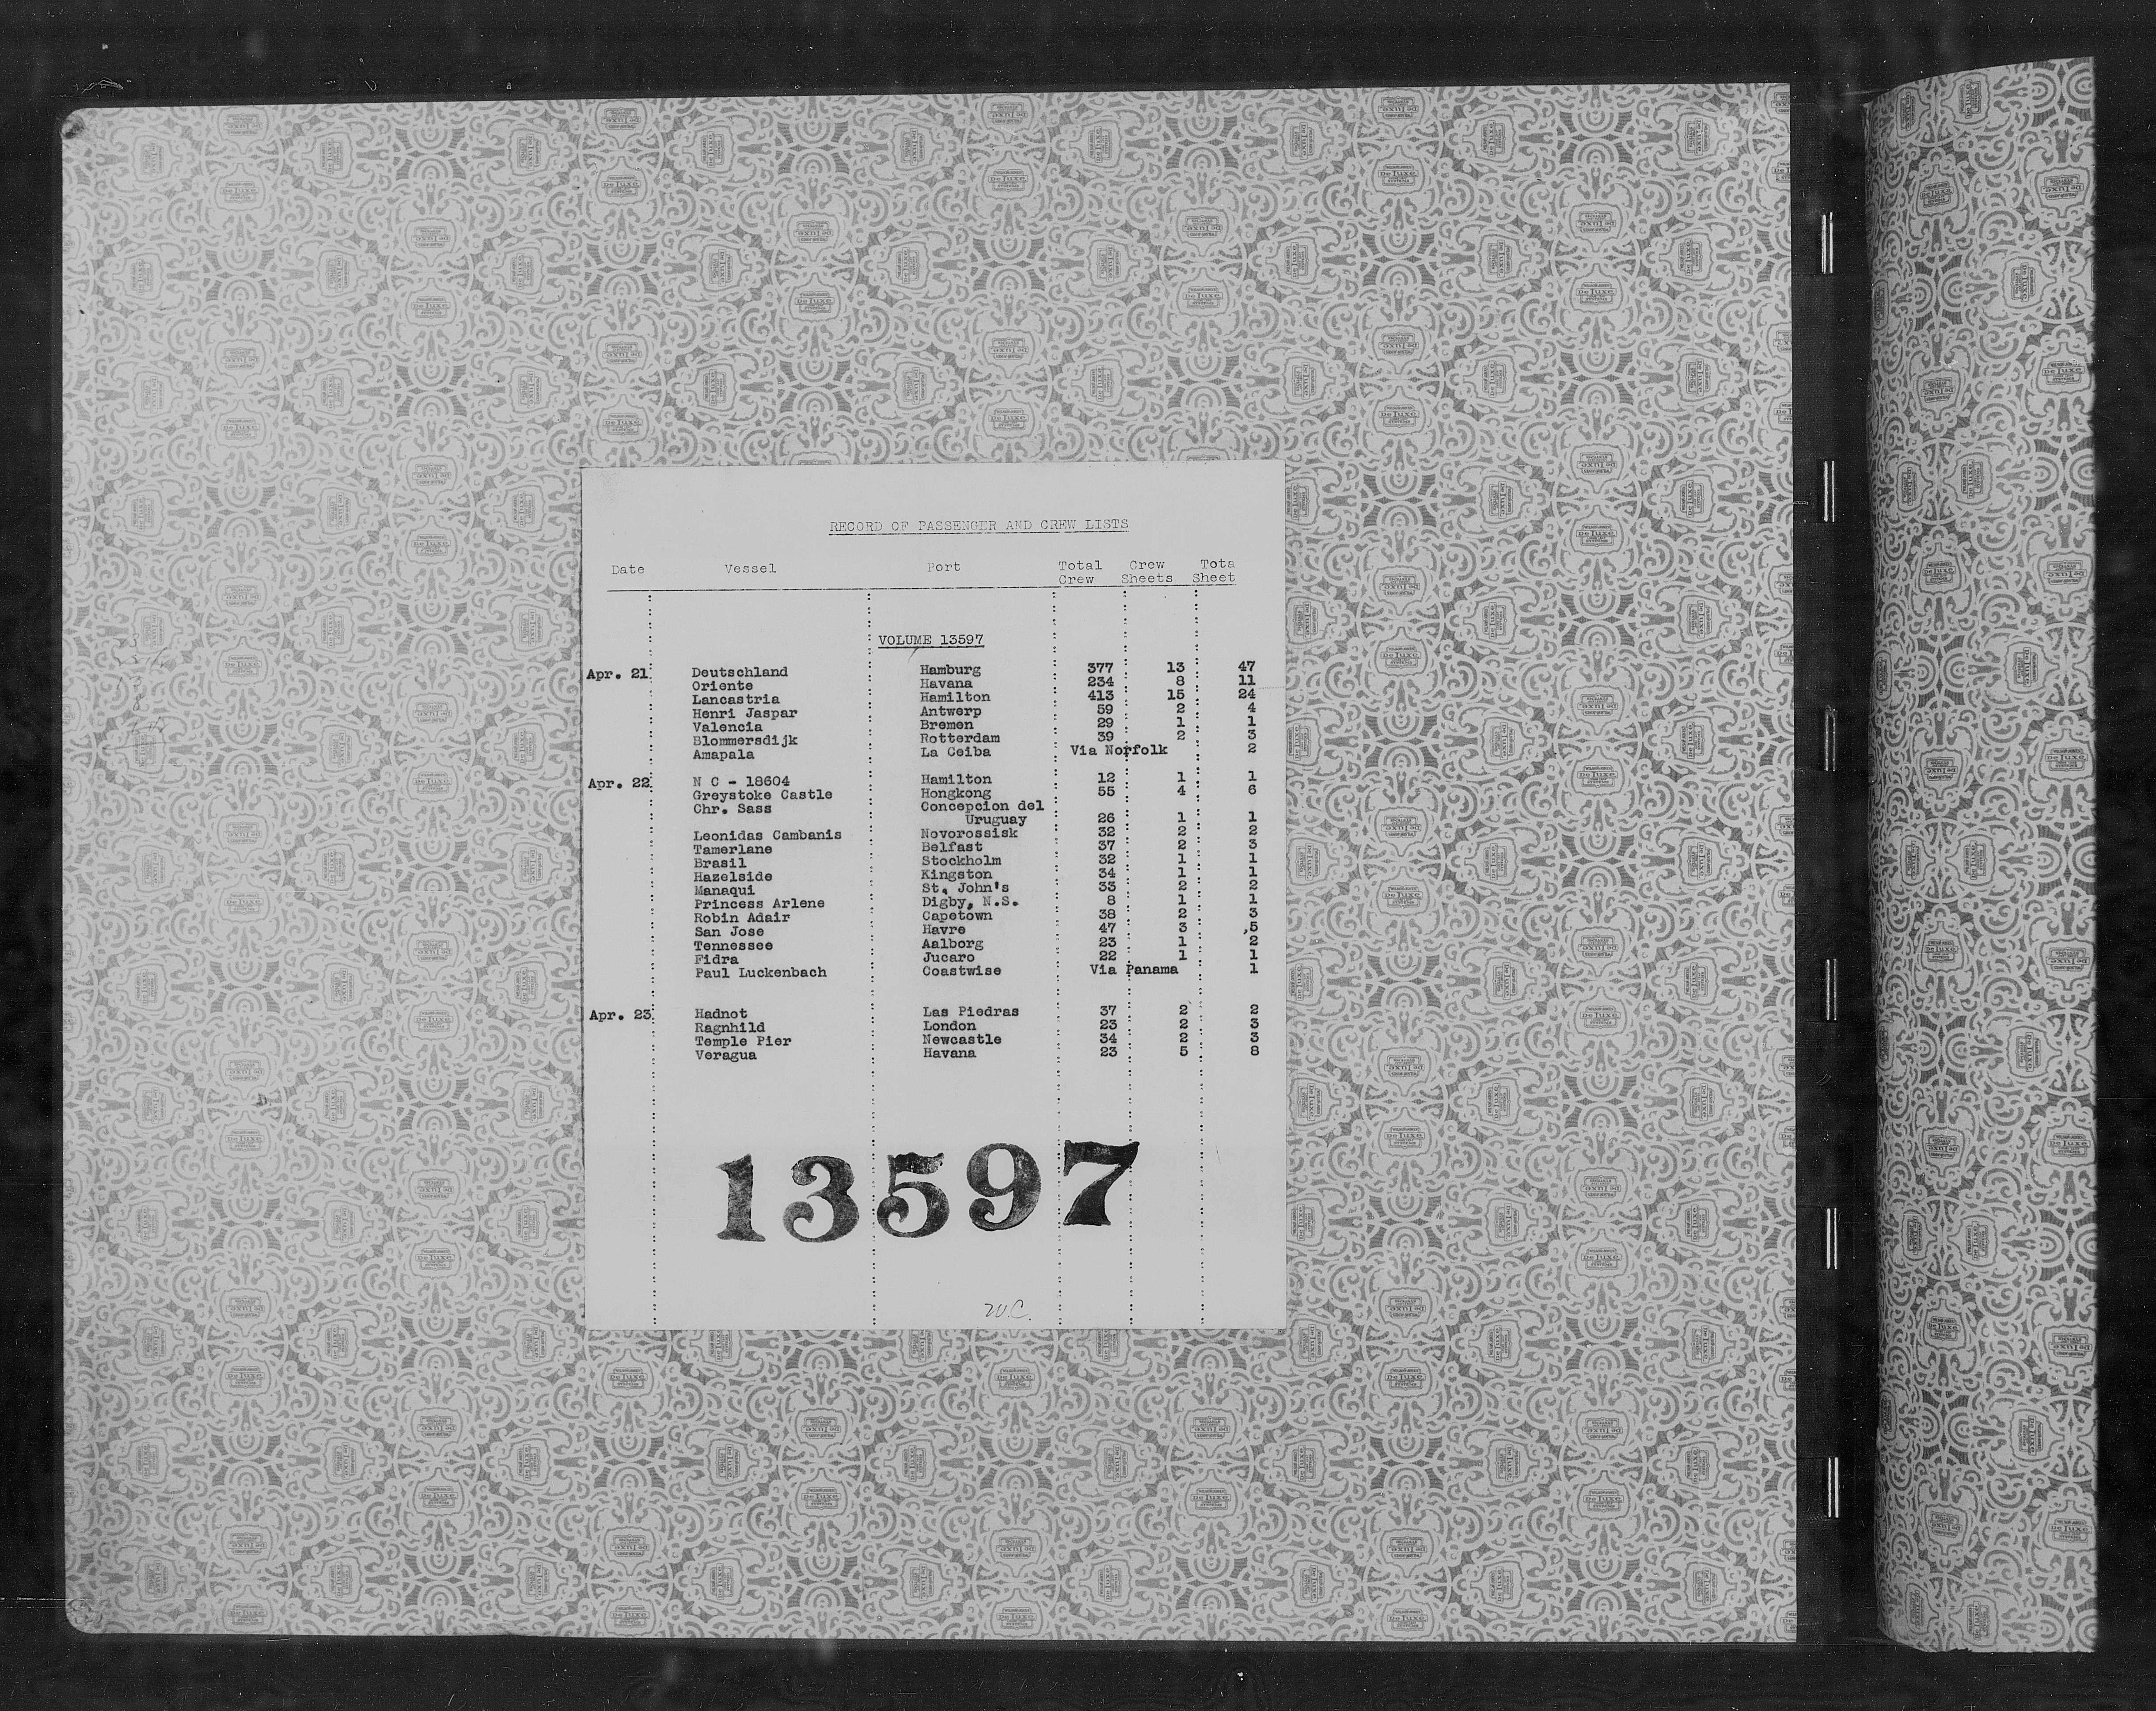 RECORD OF PASSENGER AND CREW LISTS
Date Vessel Port Total Crew Tota
Crew Sheets Sheet
VOLUME 13597
Apr. 21 Deutschland Hamburg 377 13 47
Oriente Havana 234 8 11
Lancastria Hamilton 413 15 24
Henri Jaspar Antwerp 59 2 4
Valencia Bremen 29 1 1
Blommersdijk Rotterdam 39 2 3
Amapala La Ceiba Via Norfolk 2
Apr. 22 N C - 18604 Hamilton 12 1 1
Greystoke Castle Hongkong 55 4 6
Chr. Sass Concepcion del
Uruguay 26 1 1
Leonidas Cambanis Novorossisk 32 2 2
Tamerlane Belfast 37 2 3
Brasil Stockholm 32 1 1
Hazelside Kingston 34 1 1
Manaqui St. John's 33 2 2
Princess Arlene Digby, N.S. 8 1 1
Robin Adair Capetown 38 2 3
San Jose Havre 47 3 5
Tennessee Aalborg 23 1 2
Fidra Jucaro 22 1 1
Paul Luckenbach Coastwise Via Panama 1
Apr. 23 Hadnot Las Piedras 37 2 2
Ragnhild London 23 2 3
Temple Pier Newcastle 34 2 3
Veragua Havana 23 5 8
13597
W.C.
De Luxe